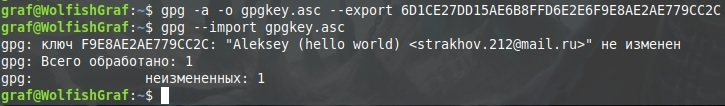 graf@WolfishGraf:~$ gpg -a -o gpgkey.asc --export 6D1CE27DD15AE6B8FFD6E2E6F9E8AE2AE779CC2C
graf@WolfishGraf:~$ gpg --import gpgkey.asc
gpg: ключ F9E8AE2AE779CC2C: "Aleksey (hello world) <strakhov.212@mail.ru>" не изменен
gpg: Всего обработано: 1
gpg:              неизмененных: 1
graf@WolfishGraf:~$